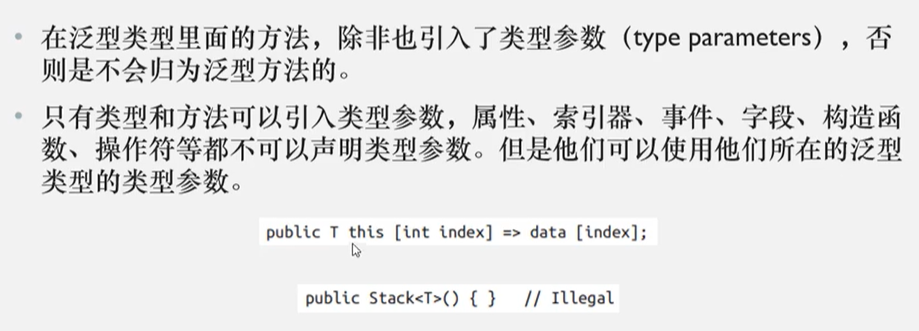 • 在泛型类型里面的方法，除非也引入了类型参数（type parameters），否
则是不会归为泛型方法的。
• 只有类型和方法可以引入类型参数，属性、索引器、事件、字段、构造函
数、操作符等都不可以声明类型参数。但是他们可以使用他们所在的泛型
类型的类型参数。
public T this [int index] => data [index];
public Stack<T>() { }   // Illegal